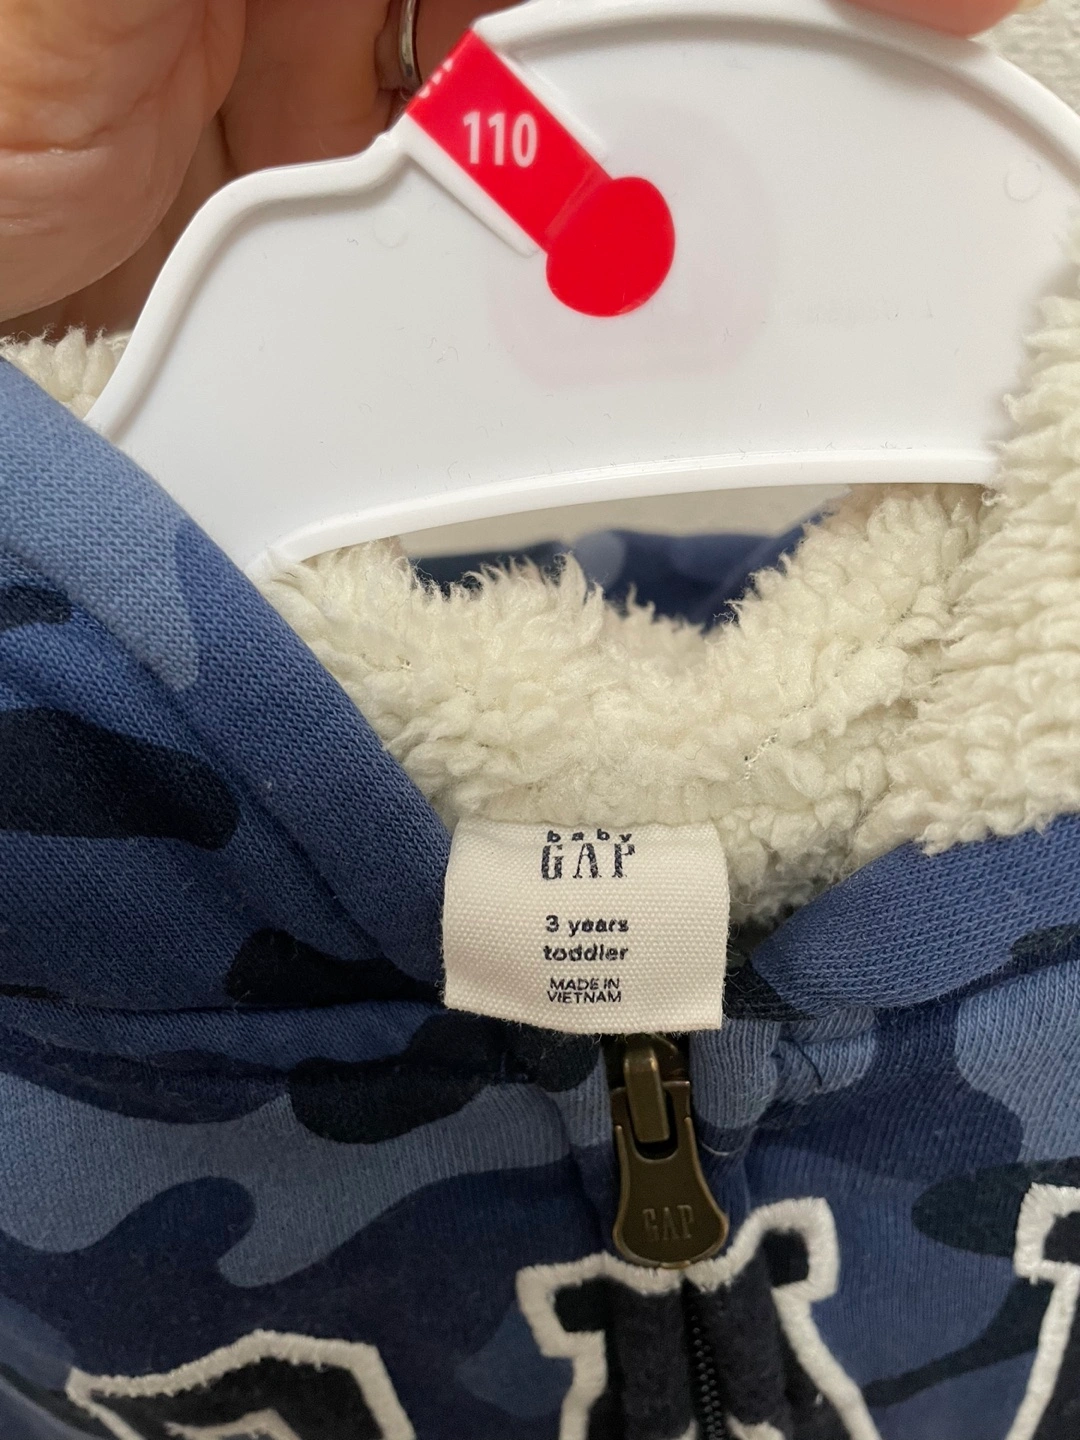 110
baby
GAP
3 years
toddler
MADE IN
VIETNAM
GAP